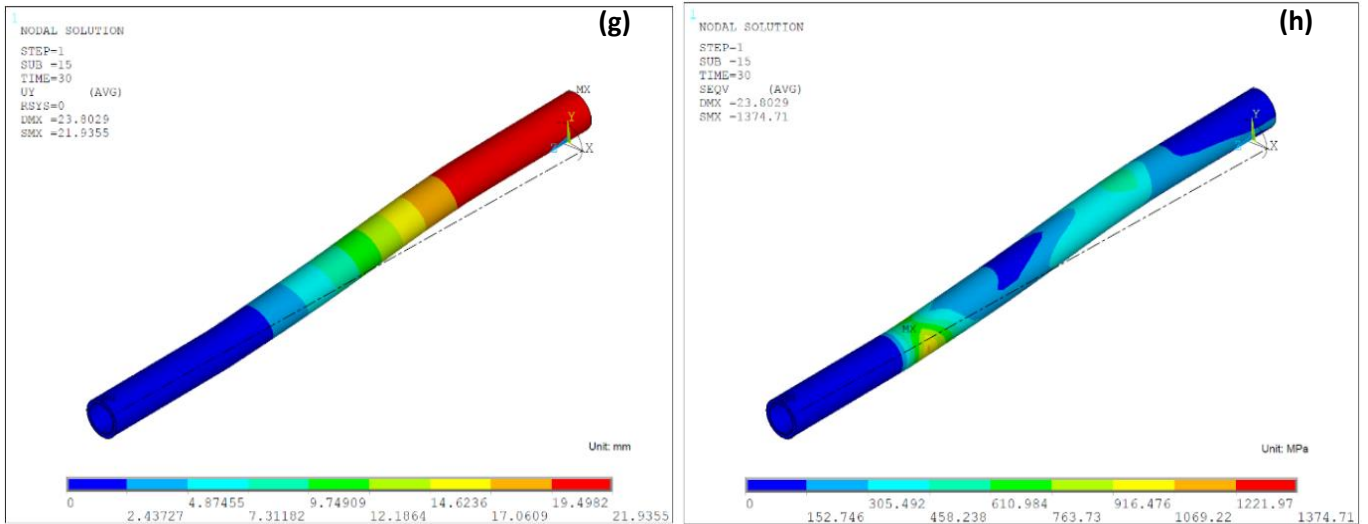 1
(g)
NODAL SOLUTION
STEP=1
SUB =15
TIME=30
UY (AVG)
RSYS=0
DMX =23.8029
SMX =21.9355
MX
Y
Z
X
Unit: mm
0 4.87455 9.74909 14.6236 19.4982
2.43727 7.31182 12.1864 17.0609 21.9355
1
(h)
NODAL SOLUTION
STEP=1
SUB =15
TIME=30
SEQV (AVG)
DMX =23.8029
SMX =1374.71
Y
Z
X
MX
Unit: MPa
0 305.492 610.984 916.476 1221.97
152.746 458.238 763.73 1069.22 1374.71